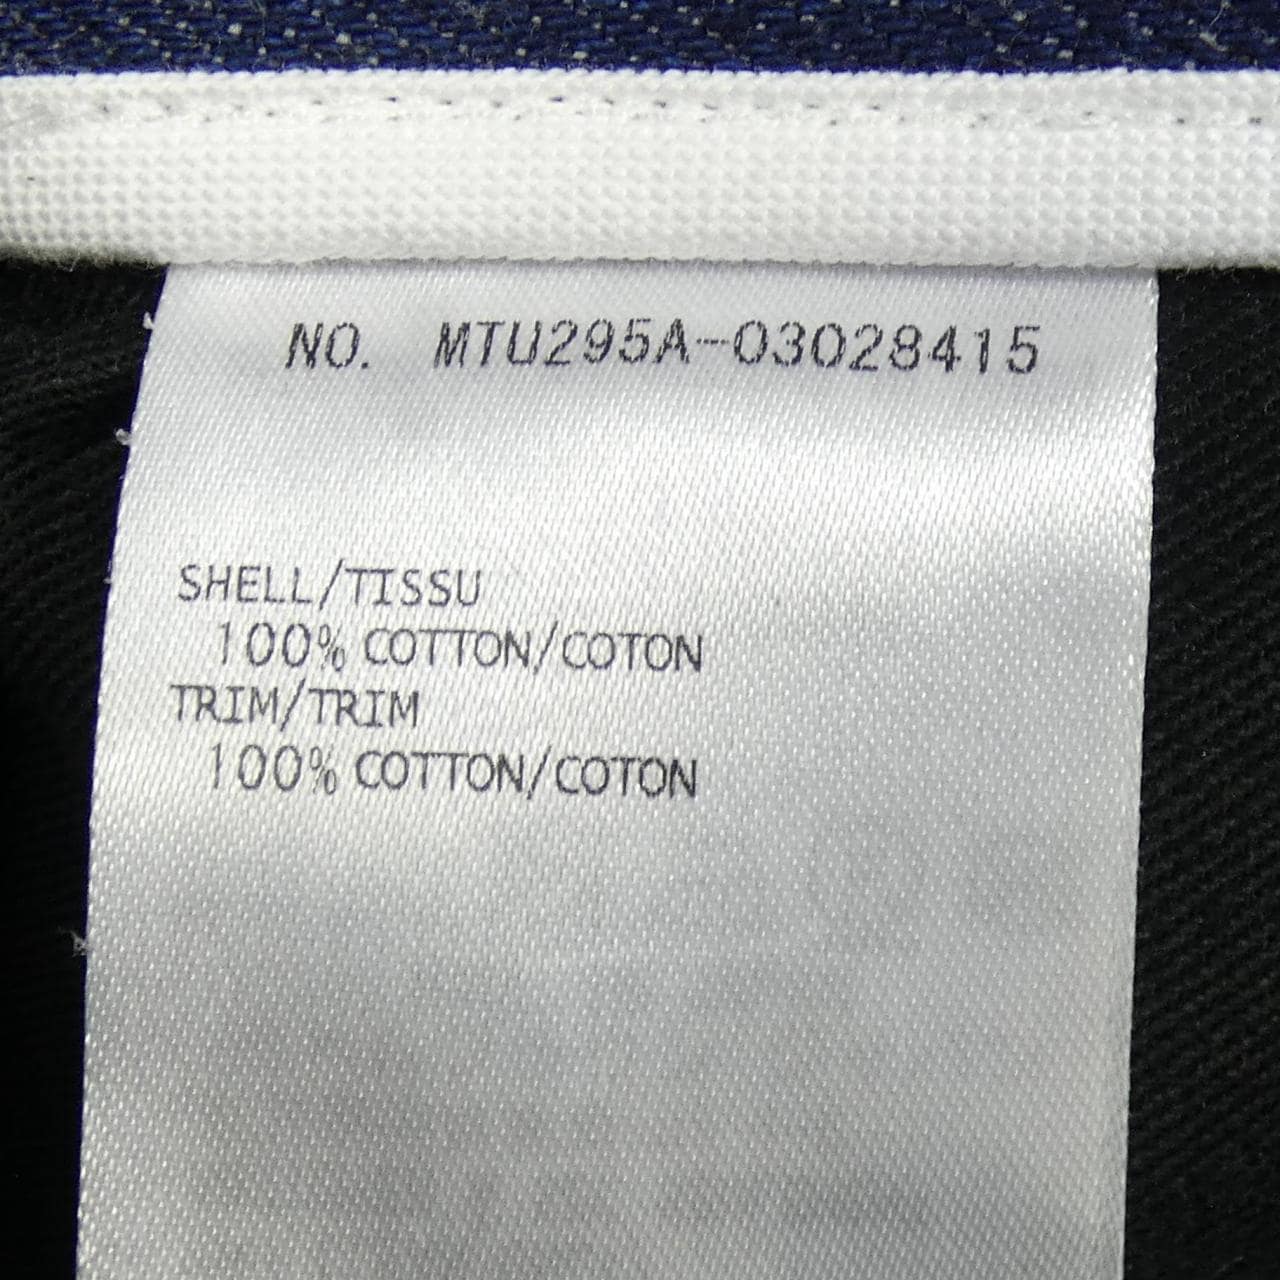 NO. MTU295A-03028415
SHELL/TISSU
100% COTTON/COTON
TRIM/TRIM
100% COTTON/COTON